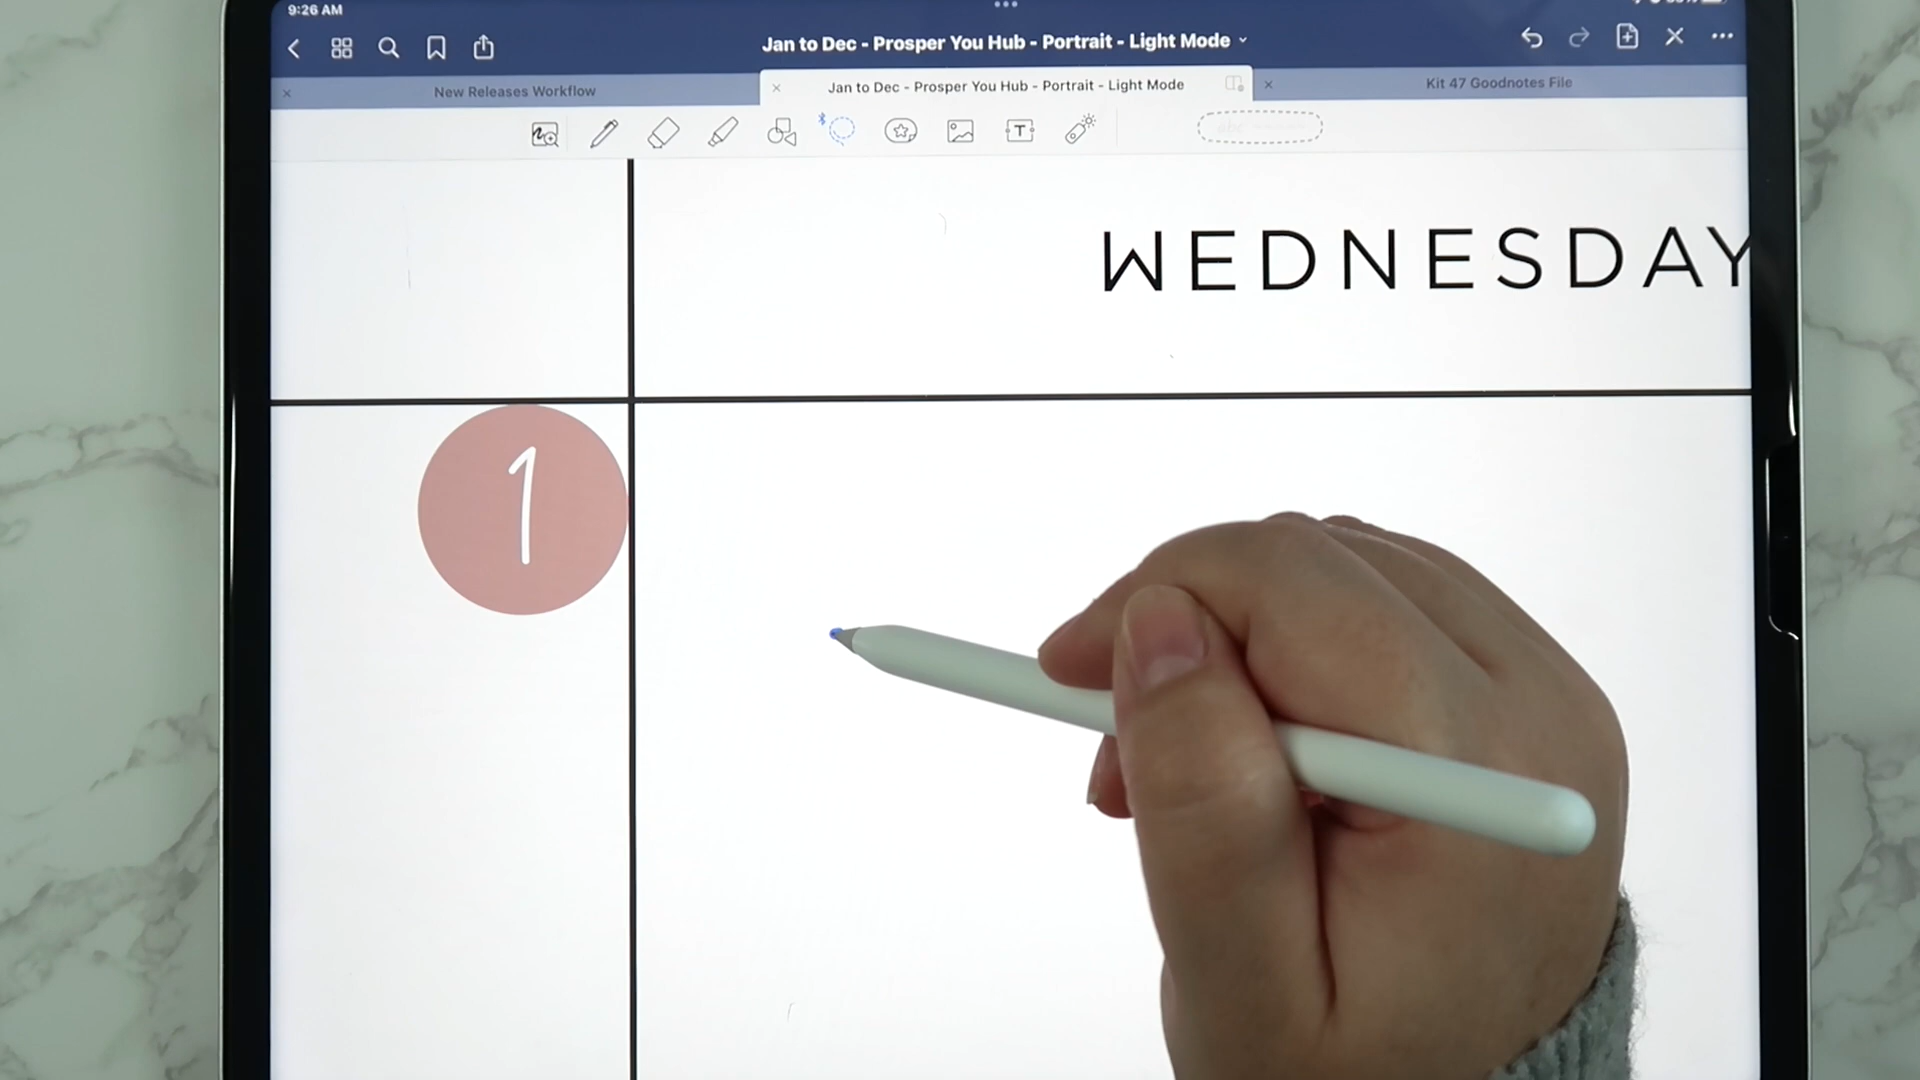 9:26 AM
Jan to Dec - Prosper You Hub - Portrait - Light Mode
New Releases Workflow
Jan to Dec - Prosper You Hub - Portrait - Light Mode
Kit 47 Goodnotes File
T
abc
WEDNESDAY
1